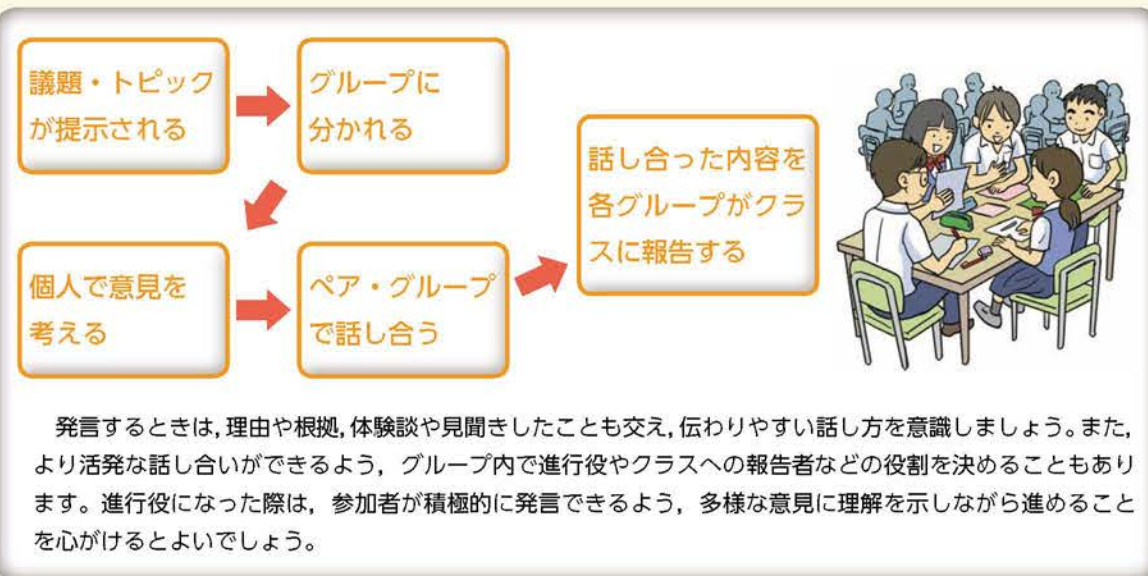 議題・トピック
が提示される
グループに
分かれる
個人で意見を
考える
ペア・グループ
で話し合う
話し合った内容を
各グループがクラ
スに報告する
発言するときは,理由や根拠,体験談や見聞きしたことも交え,伝わりやすい話し方を意識しましょう。また,
より活発な話し合いができるよう，グループ内で進行役やクラスへの報告者などの役割を決めることもあり
ます。進行役になった際は，参加者が積極的に発言できるよう，多様な意見に理解を示しながら進めること
を心がけるとよいでしょう。